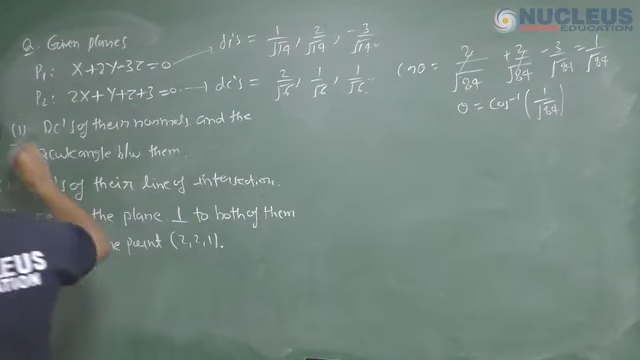 NUCLEUS
EDUCATION
Q. Given planes
P₁: X+2Y-3Z=0 → dc's = 1/√14, 2/√14, -3/√14
P₂: 2X+Y+Z+3=0 → dc's = 2/√6, 1/√6, 1/√6
cosθ = 2/√84 + 2/√84 - 3/√84 = 1/√84
θ = cos⁻¹(1/√84)
(1) Dc's of their normals and the
acute angle b/w them.
of their line of intersection.
the plane ⊥ to both of them
point (2,2,1).
CLEUS
EDUCATION